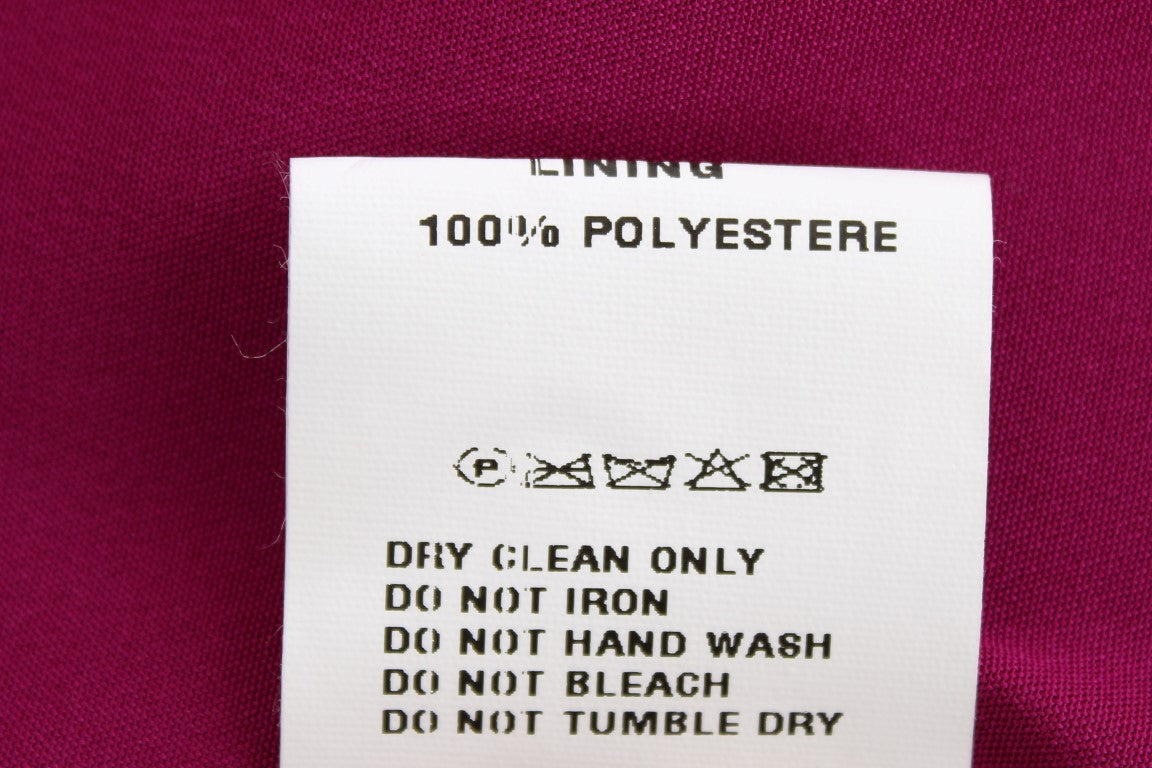 LINING
100% POLYESTERE
P
DRY CLEAN ONLY
DO NOT IRON
DO NOT HAND WASH
DO NOT BLEACH
DO NOT TUMBLE DRY